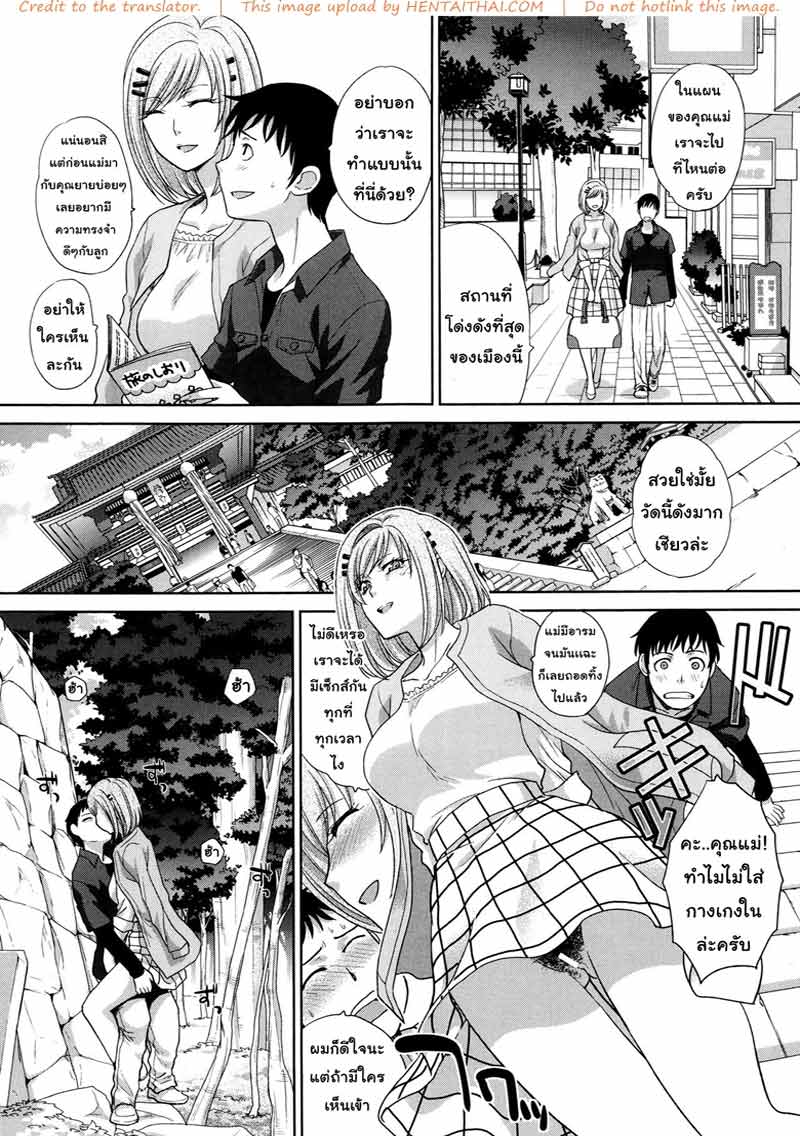 Credit to the translator. | This image upload by HENTAITHAI.COM | Do not hotlink this image.
ในแผน
ของคุณแม่
เราจะไป
ที่ไหนต่อ
ครับ
สถานที่
โด่งดังที่สุด
ของเมืองนี้
อย่าบอก
ว่าเราจะ
ทำแบบนั้น
ที่นี่ด้วย?
แน่นอนสิ
แต่ก่อนแม่มา
กับคุณยายบ่อยๆ
เลยอยากมี
ความทรงจำ
ดีๆกับลูก
อย่าให้
ใครเห็น
ละกัน
旅のしおり
สวยใช่มั้ย
วัดนี้ดังมาก
เชียวล่ะ
แม่มีอารม
จนมันแฉะ
ก็เลยถอดทิ้ง
ไปแล้ว
คะ..คุณแม่!
ทำไมไม่ใส่
กางเกงใน
ล่ะครับ
ไม่ดีเหรอ
เราจะได้
มีเซ็กส์กัน
ทุกที่
ทุกเวลา
ไง
ผมก็ดีใจนะ
แต่ถ้ามีใคร
เห็นเข้า
ฮ้า
ฮ้า
ฮ้า